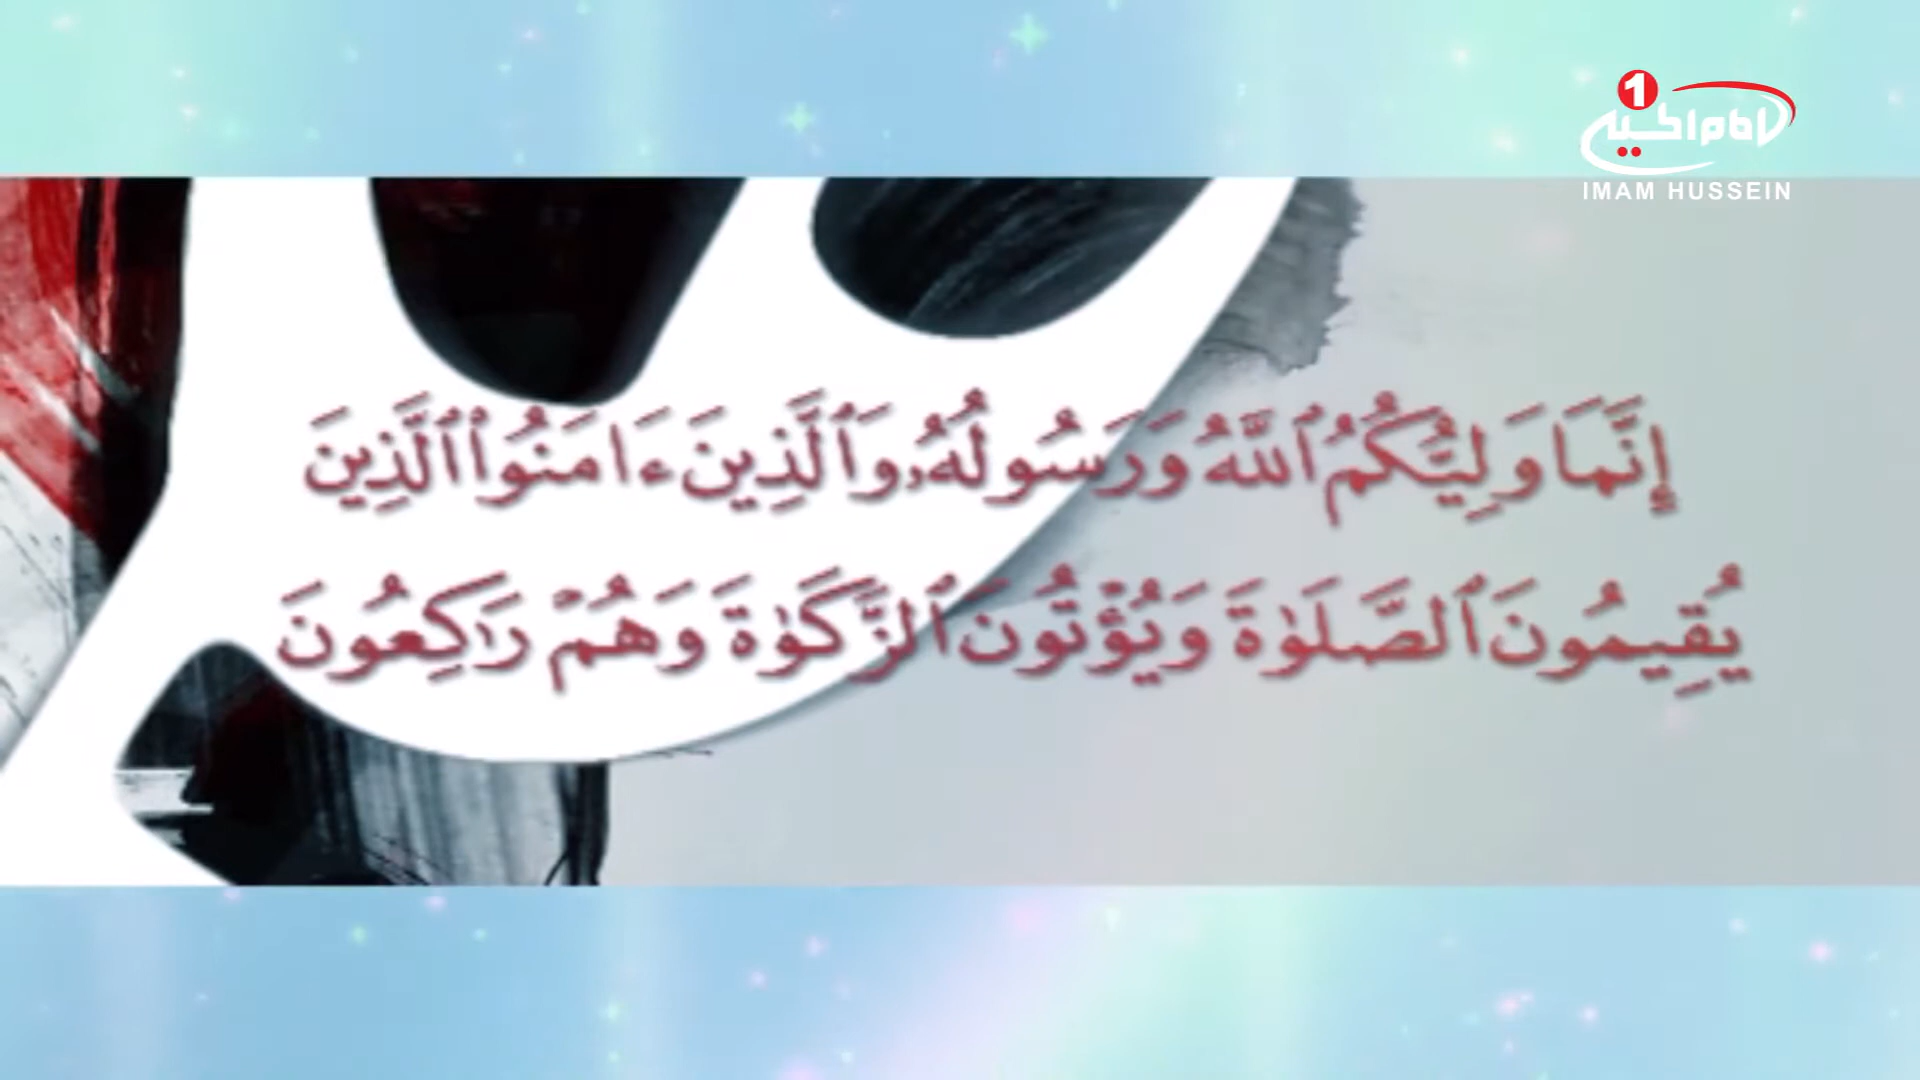 1
امام الحسين
IMAM HUSSEIN
إِنَّمَا وَلِيُّكُمُ ٱللَّهُ وَرَسُولُهُۥ وَٱلَّذِينَ ءَامَنُوا۟ ٱلَّذِينَ
يُقِيمُونَ ٱلصَّلَوٰةَ وَيُؤْتُونَ ٱلزَّكَوٰةَ وَهُمْ رَٰكِعُونَ